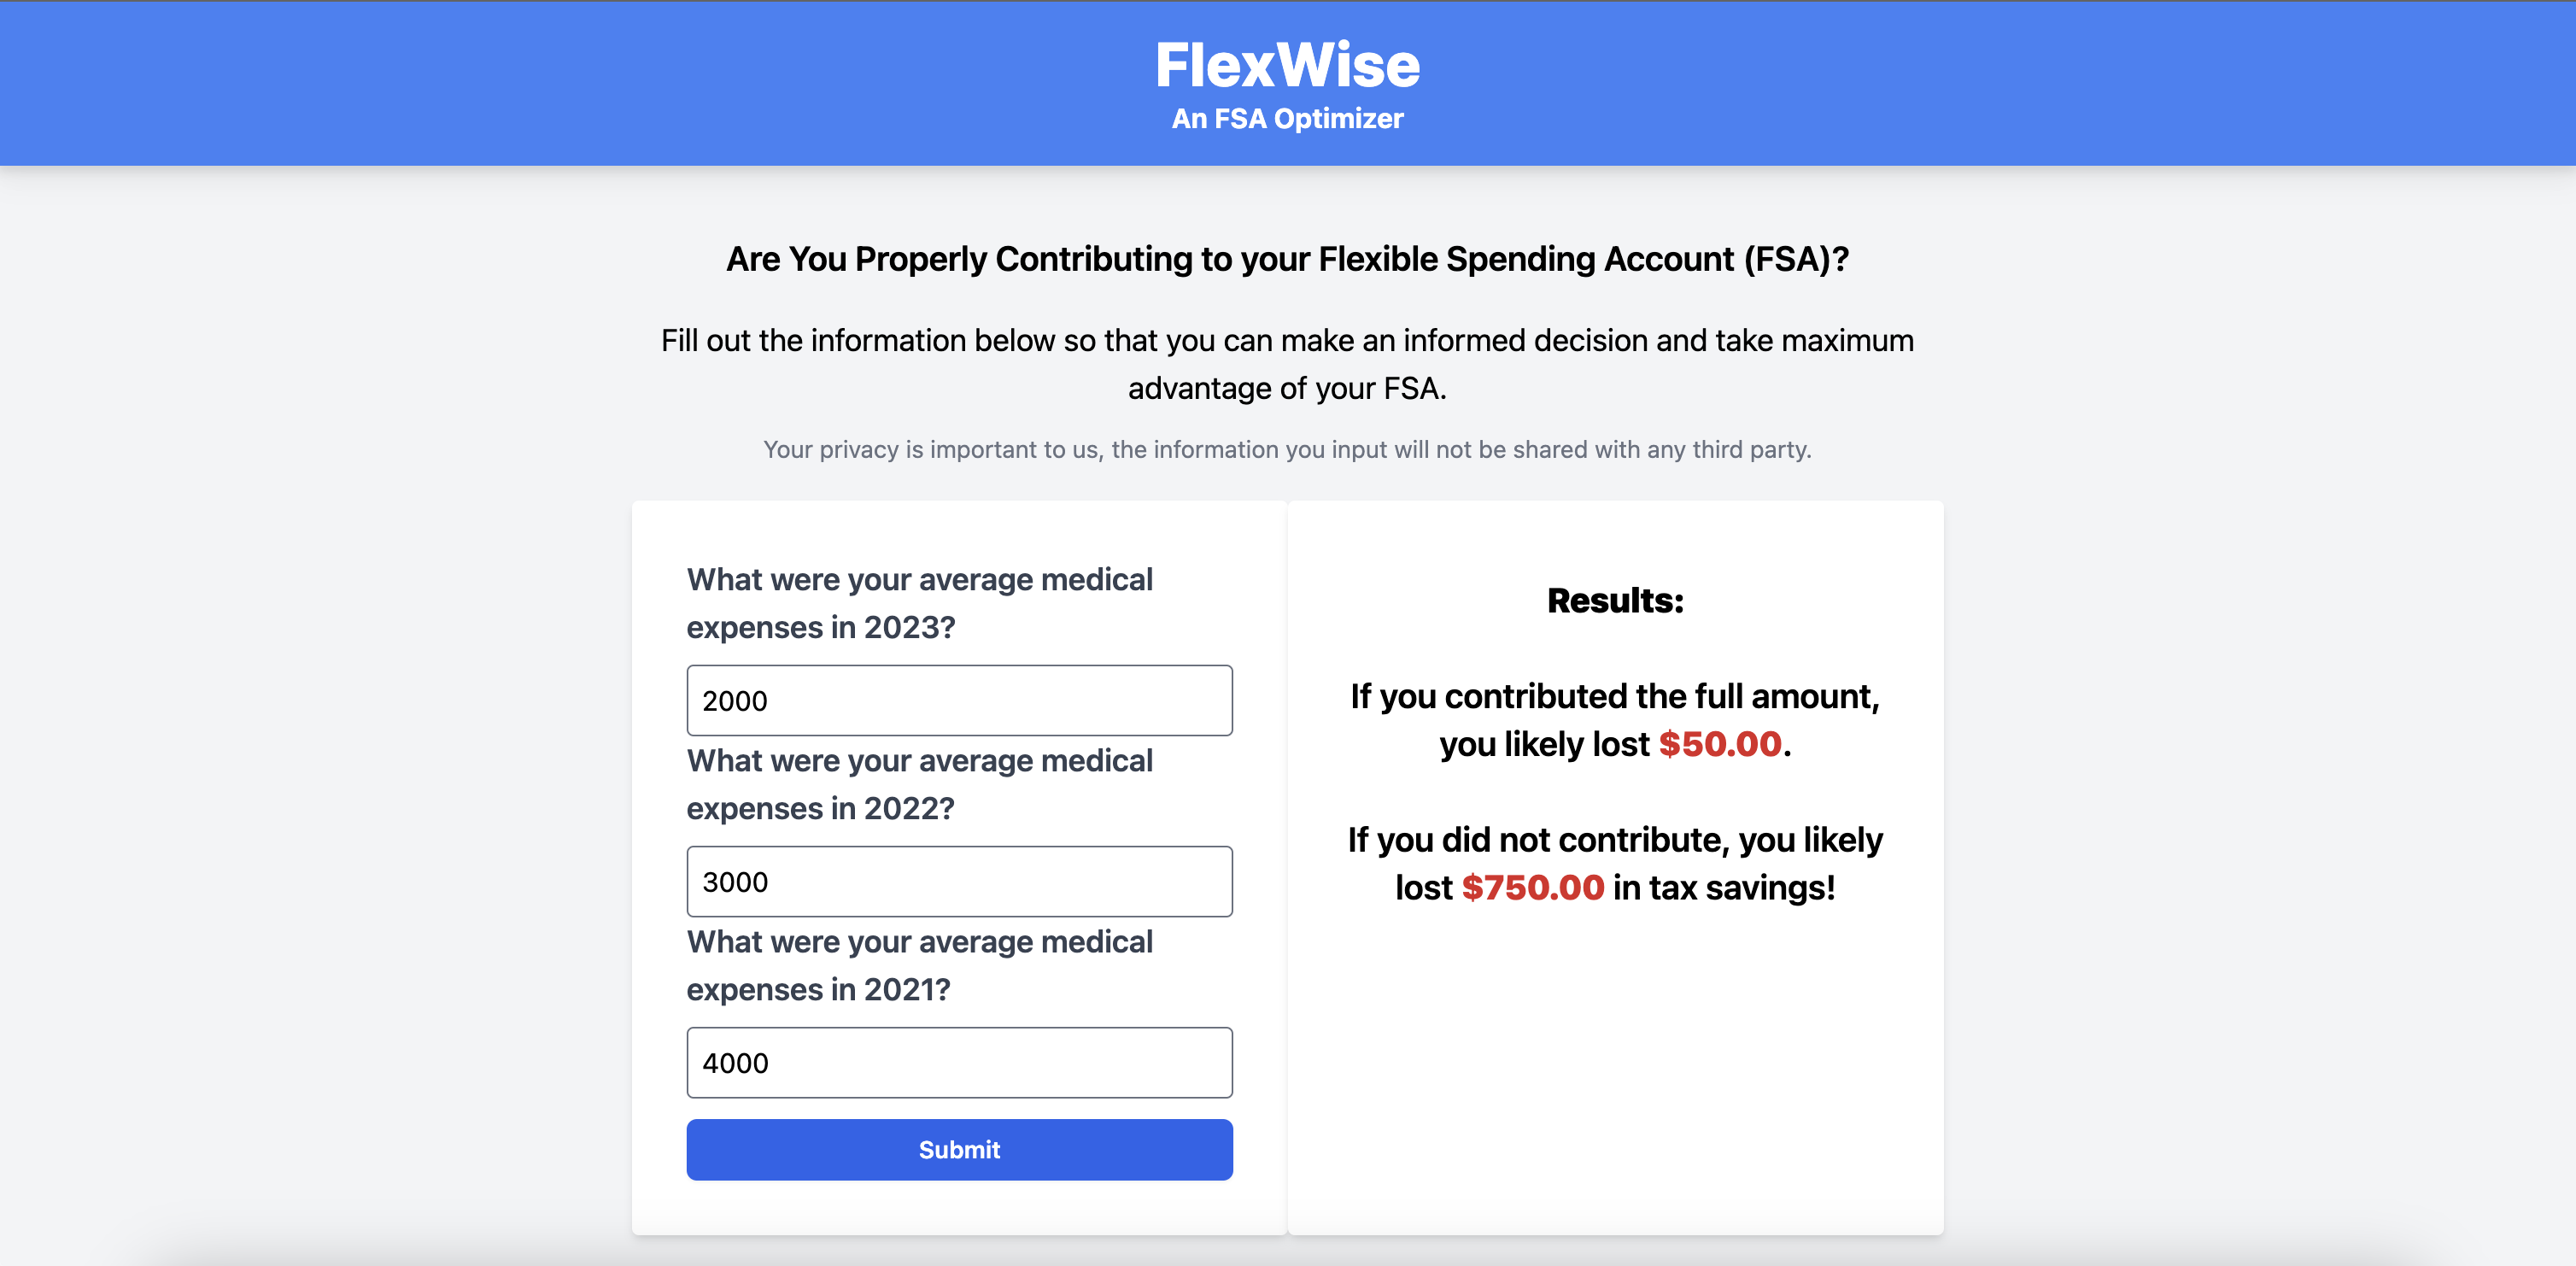 FlexWise
An FSA Optimizer
Are You Properly Contributing to your Flexible Spending Account (FSA)?
Fill out the information below so that you can make an informed decision and take maximum
advantage of your FSA.
Your privacy is important to us, the information you input will not be shared with any third party.
What were your average medical
expenses in 2023?
2000
What were your average medical
expenses in 2022?
3000
What were your average medical
expenses in 2021?
4000
Submit
Results:
If you contributed the full amount,
you likely lost $50.00.
If you did not contribute, you likely
lost $750.00 in tax savings!